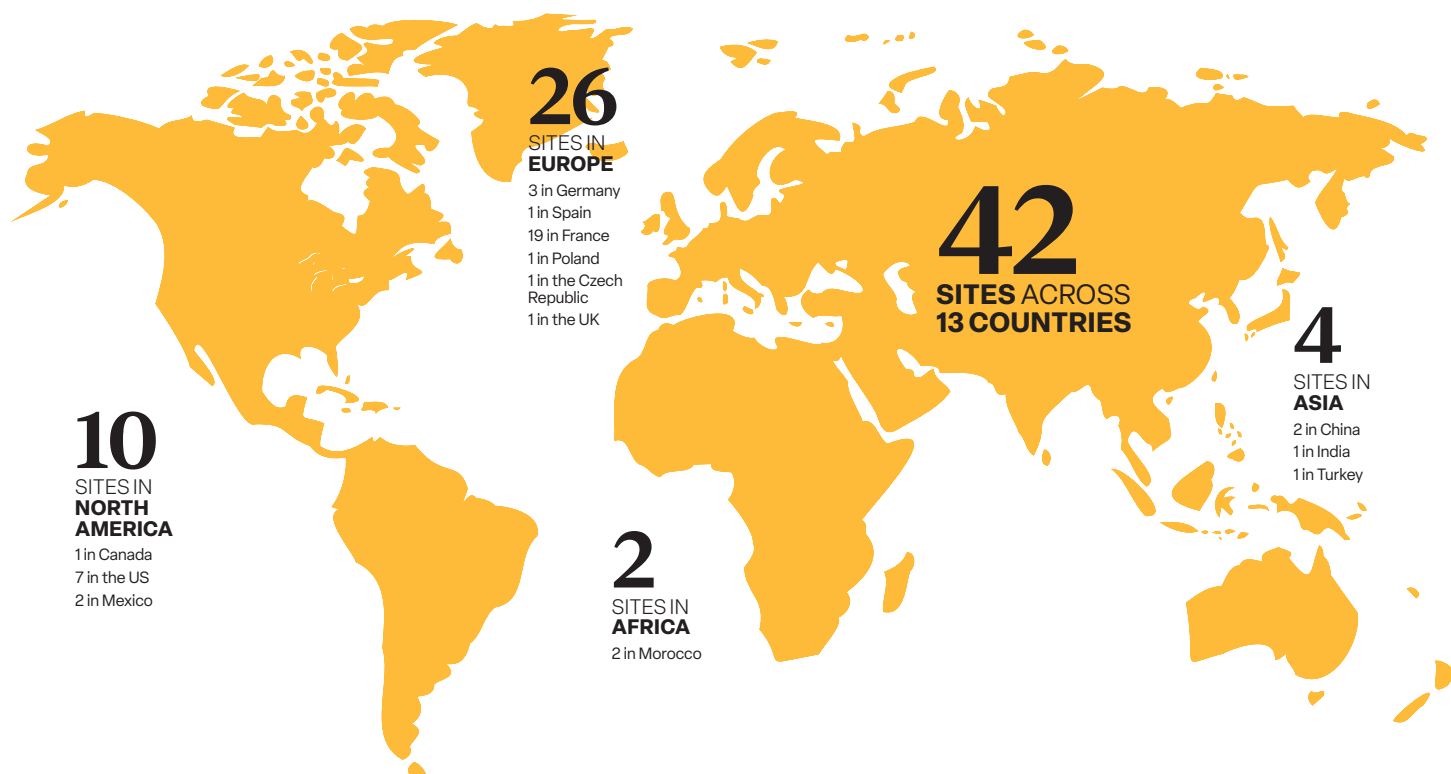 26
SITES IN
EUROPE
3 in Germany
1 in Spain
19 in France
1 in Poland
1 in the Czech
Republic
1 in the UK
42
SITES ACROSS
13 COUNTRIES
4
SITES IN
ASIA
2 in China
1 in India
1 in Turkey
10
SITES IN
NORTH
AMERICA
1 in Canada
7 in the US
2 in Mexico
2
SITES IN
AFRICA
2 in Morocco